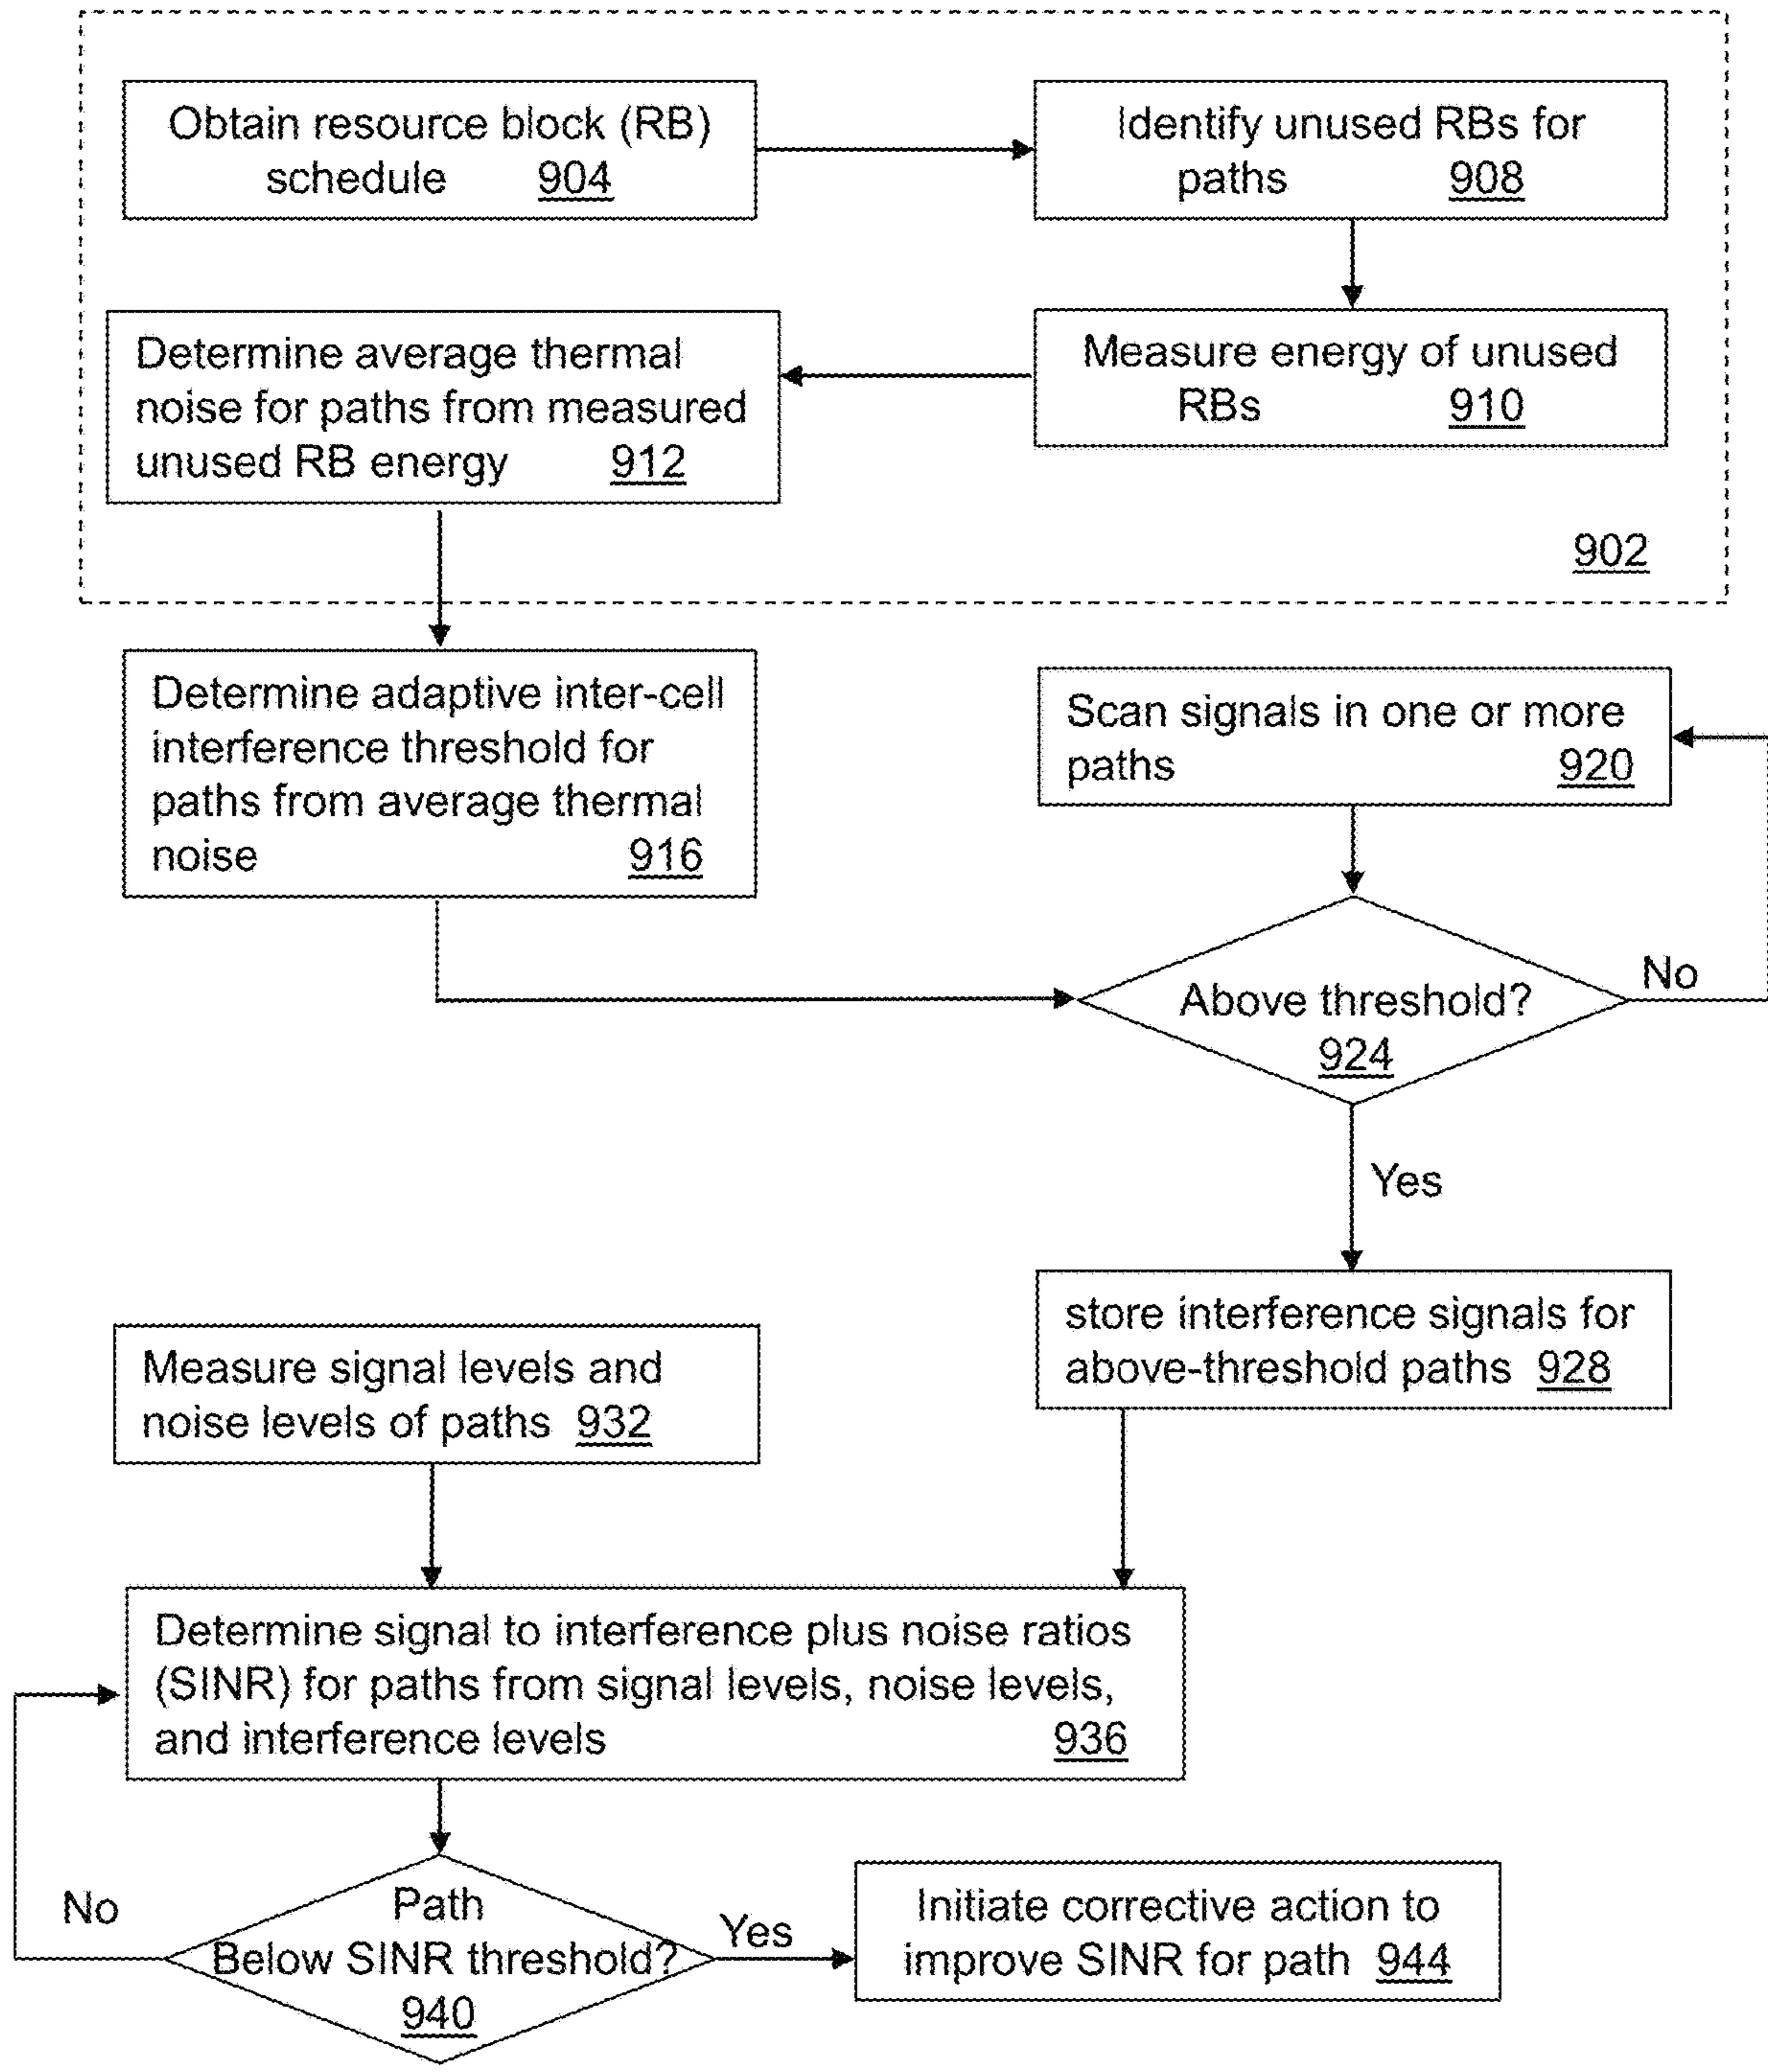 Obtain resource block (RB)
schedule 904
Identify unused RBs for
paths 908
Measure energy of unused
RBs 910
Determine average thermal
noise for paths from measured
unused RB energy 912
902
Determine adaptive inter-cell
interference threshold for
paths from average thermal
noise 916
Scan signals in one or more
paths 920
Above threshold?
924
No
Yes
store interference signals for
above-threshold paths 928
Measure signal levels and
noise levels of paths 932
Determine signal to interference plus noise ratios
(SINR) for paths from signal levels, noise levels,
and interference levels 936
Path
Below SINR threshold?
940
No
Yes
Initiate corrective action to
improve SINR for path 944